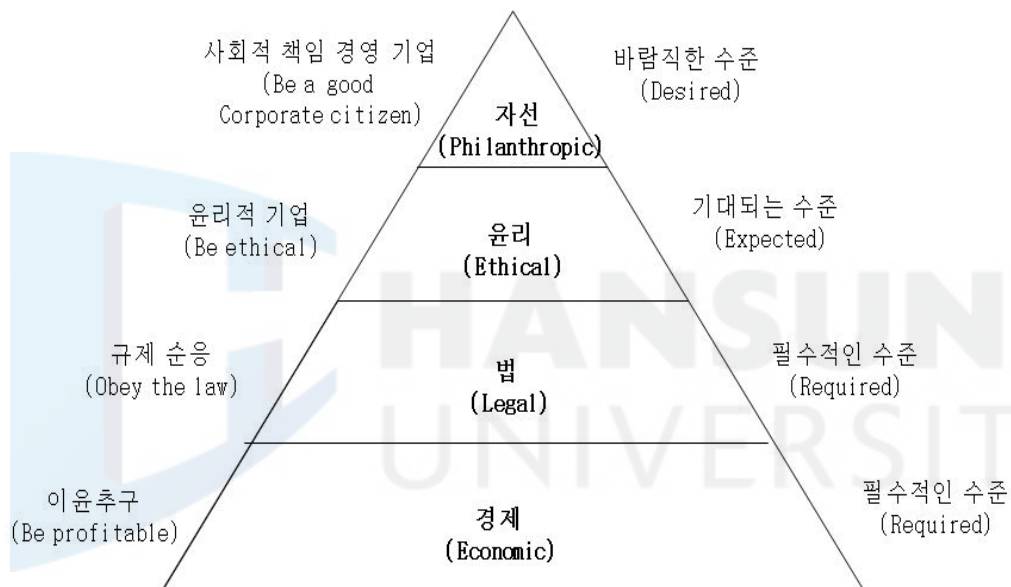 사회적 책임 경영 기업
(Be a good
Corporate citizen)
바람직한 수준
(Desired)
자선
(Philanthropic)
윤리적 기업
(Be ethical)
윤리
(Ethical)
기대되는 수준
(Expected)
규제 순응
(Obey the law)
법
(Legal)
필수적인 수준
(Required)
이윤추구
(Be profitable)
경제
(Economic)
필수적인 수준
(Required)
HANSUN
UNIVERSIT